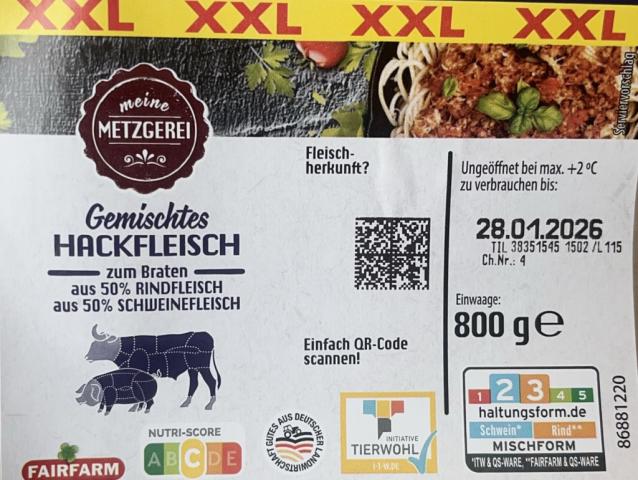 XXL XXL XXL XXL
meine
METZGEREI
Serviervorschlag
Gemischtes
HACKFLEISCH
zum Braten
aus 50% RINDFLEISCH
aus 50% SCHWEINEFLEISCH
Fleisch-
herkunft?
Einfach QR-Code
scannen!
Ungeöffnet bei max. +2 ºC
zu verbrauchen bis:
28.01.2026
TIL 38351545 1502 /L 115
Ch.Nr.: 4
Einwaage:
800 g e
FAIRFARM
NUTRI-SCORE
A B C D E
GUTES AUS DEUTSCHER
LANDWIRTSCHAFT
INITIATIVE
TIERWOHL
I-T-W.DE
1 2 3 4 5
haltungsform.de
Schwein* Rind**
MISCHFORM
*ITW & QS-WARE, **FAIRFARM & QS-WARE
86881220